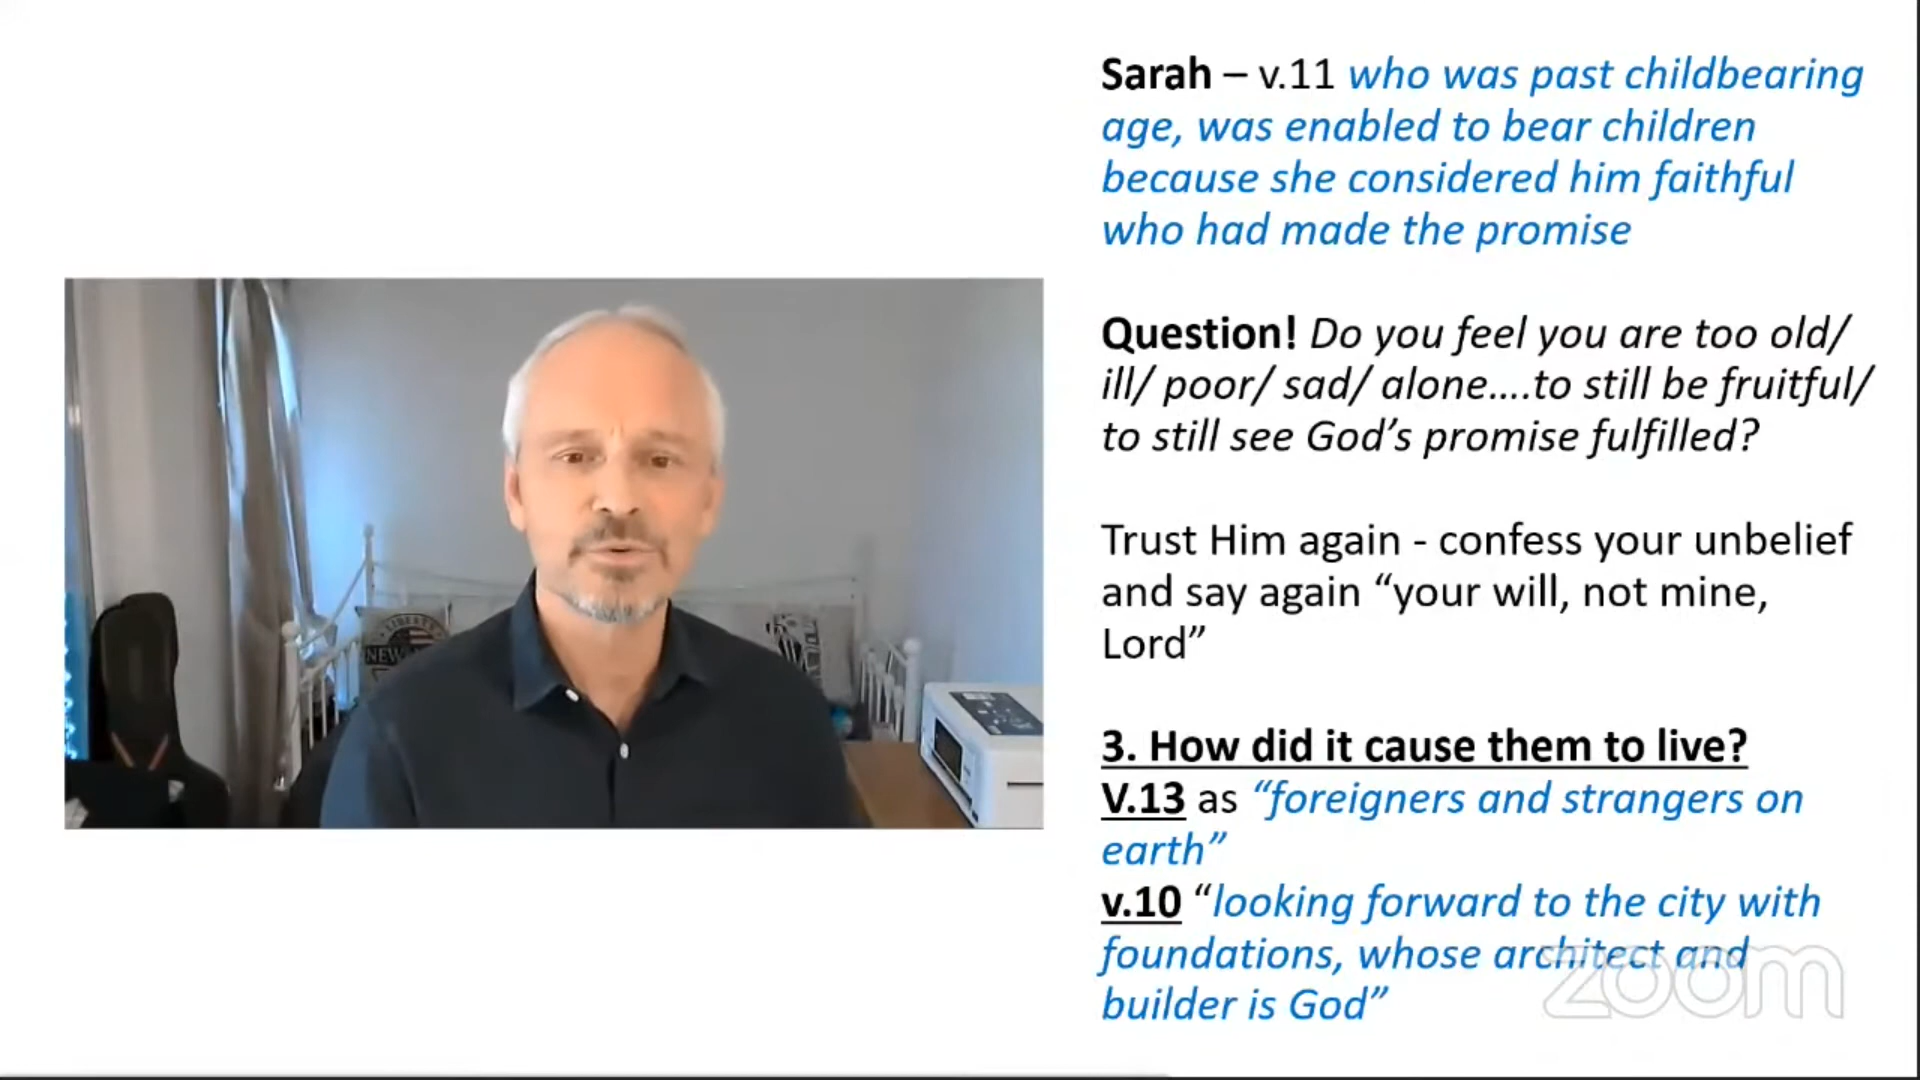 Sarah – v.11 who was past childbearing
age, was enabled to bear children
because she considered him faithful
who had made the promise
Question! Do you feel you are too old/
ill/ poor/ sad/ alone....to still be fruitful/
to still see God’s promise fulfilled?
Trust Him again - confess your unbelief
and say again “your will, not mine,
Lord”
3. How did it cause them to live?
V.13 as “foreigners and strangers on
earth”
v.10 “looking forward to the city with
foundations, whose architect and
builder is God”
zoom
LIBERTY
NEW